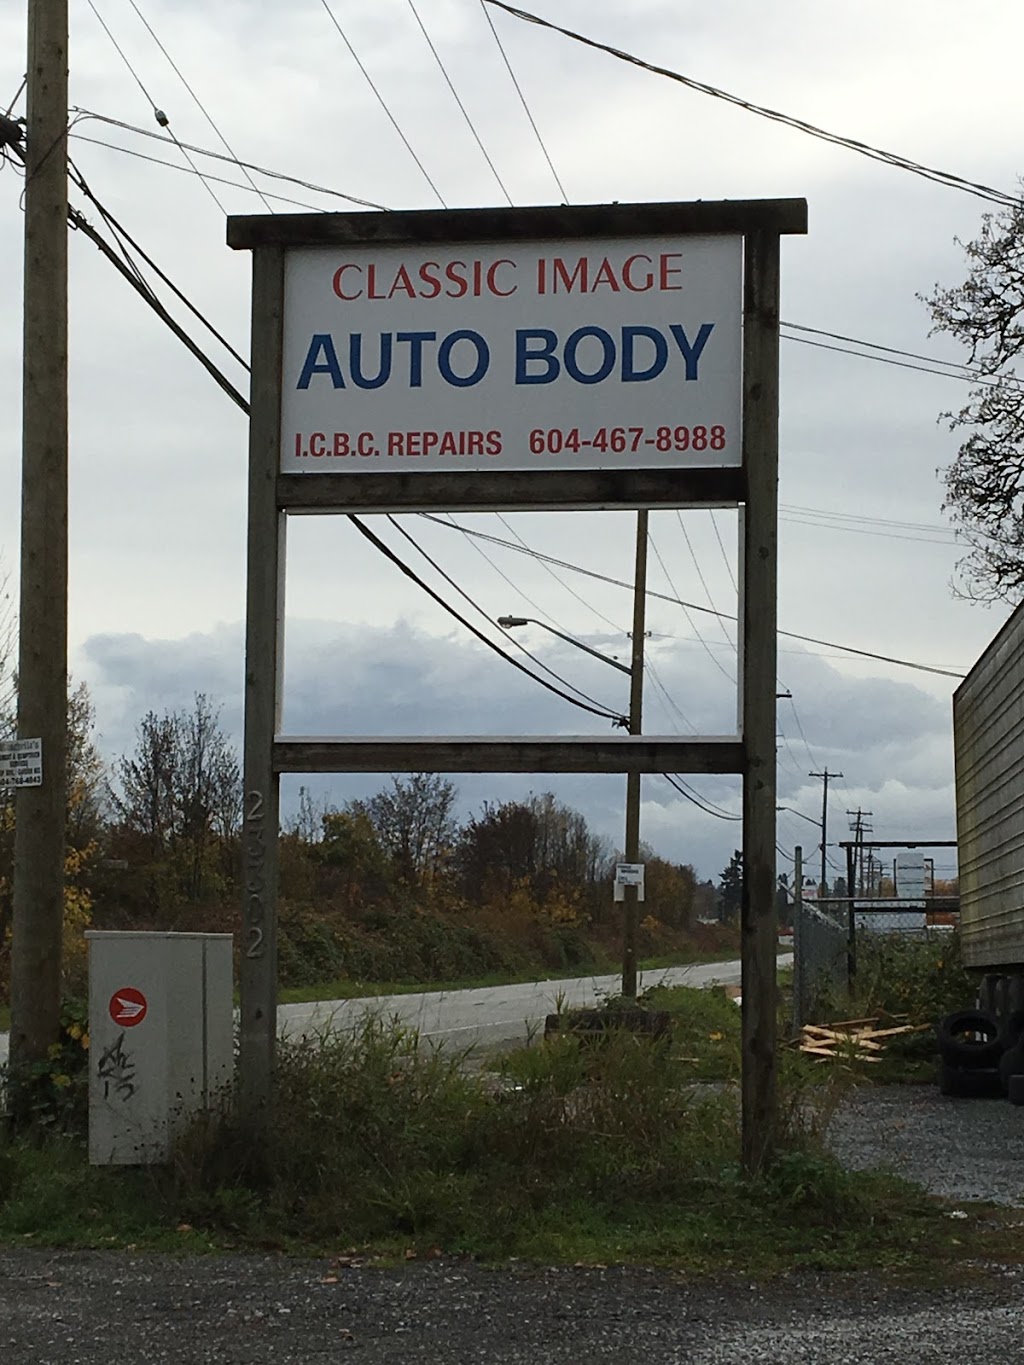 CLASSIC IMAGE
AUTO BODY
I.C.B.C. REPAIRS 604-467-8988